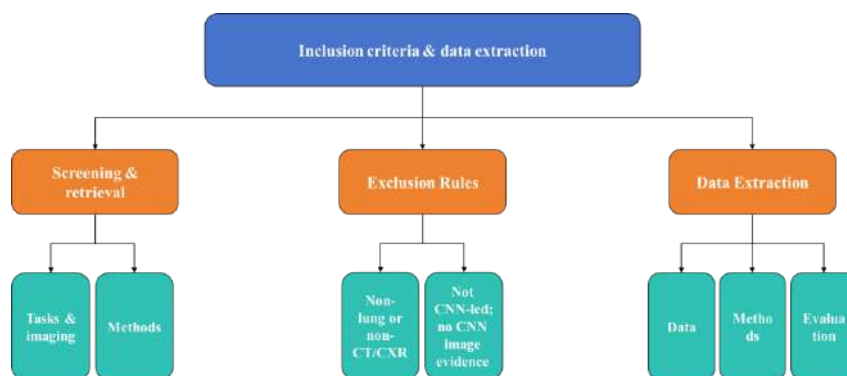 Inclusion criteria & data extraction
Screening &
retrieval
Exclusion Rules
Data Extraction
Tasks &
imaging
Methods
Non-
lung or
non-
CT/CXR
Not
CNN-led;
no CNN
image
evidence
Data
Metho
ds
Evalua
tion